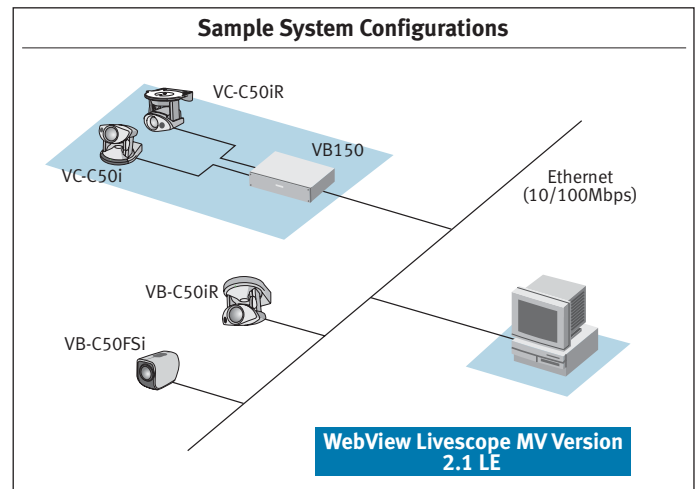 Sample System Configurations
VC-C50iR
VB150
VC-C50i
Ethernet
(10/100Mbps)
VB-C50iR
VB-C50FSi
WebView Livescope MV Version
2.1 LE